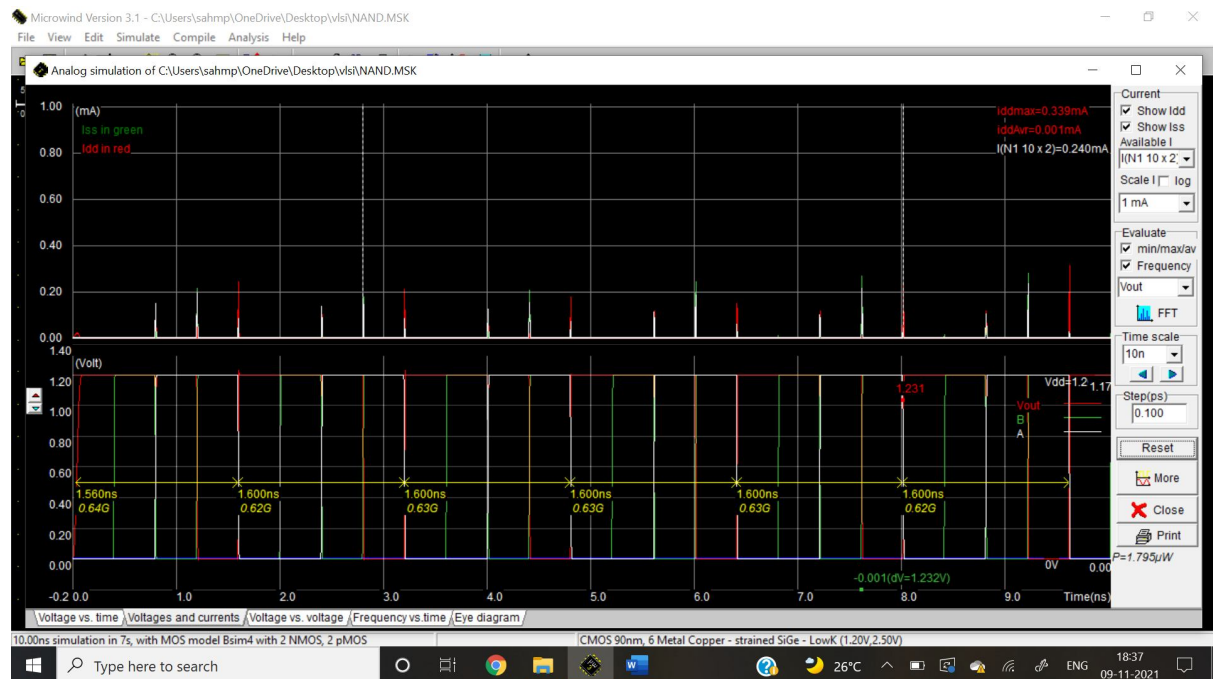 Microwind Version 3.1 - C:\Users\sahmp\OneDrive\Desktop\vlsi\NAND.MSK
File View Edit Simulate Compile Analysis Help
Analog simulation of C:\Users\sahmp\OneDrive\Desktop\vlsi\NAND.MSK
1.00 (mA) iddmax=0.339mA
Iss in green iddAvr=0.001mA
0.80 Idd in red I(N1 10 x 2)=0.240mA
0.60
0.40
0.20
0.00
1.40
(Volt)
1.20 1.231 Vdd=1.2 1.17
1.00 Vout
B
A
0.80
0.60
1.560ns 1.600ns 1.600ns 1.600ns 1.600ns 1.600ns
0.40 0.64G 0.62G 0.63G 0.63G 0.63G 0.62G
0.20
0.00 0V 0.00
-0.001(dV=1.232V)
-0.2 0.0 1.0 2.0 3.0 4.0 5.0 6.0 7.0 8.0 9.0 Time(ns)
Current
Show Idd
Show Iss
Available I
I(N1 10 x 2)
Scale I log
1 mA
Evaluate
min/max/av
Frequency
Vout
FFT
Time scale
10n
Step(ps)
0.100
Reset
More
Close
Print
P=1.795µW
Voltage vs. time Voltages and currents Voltage vs. voltage Frequency vs.time Eye diagram
10.00ns simulation in 7s, with MOS model Bsim4 with 2 NMOS, 2 pMOS CMOS 90nm, 6 Metal Copper - strained SiGe - LowK (1.20V,2.50V)
Type here to search 26°C ENG 18:37
09-11-2021